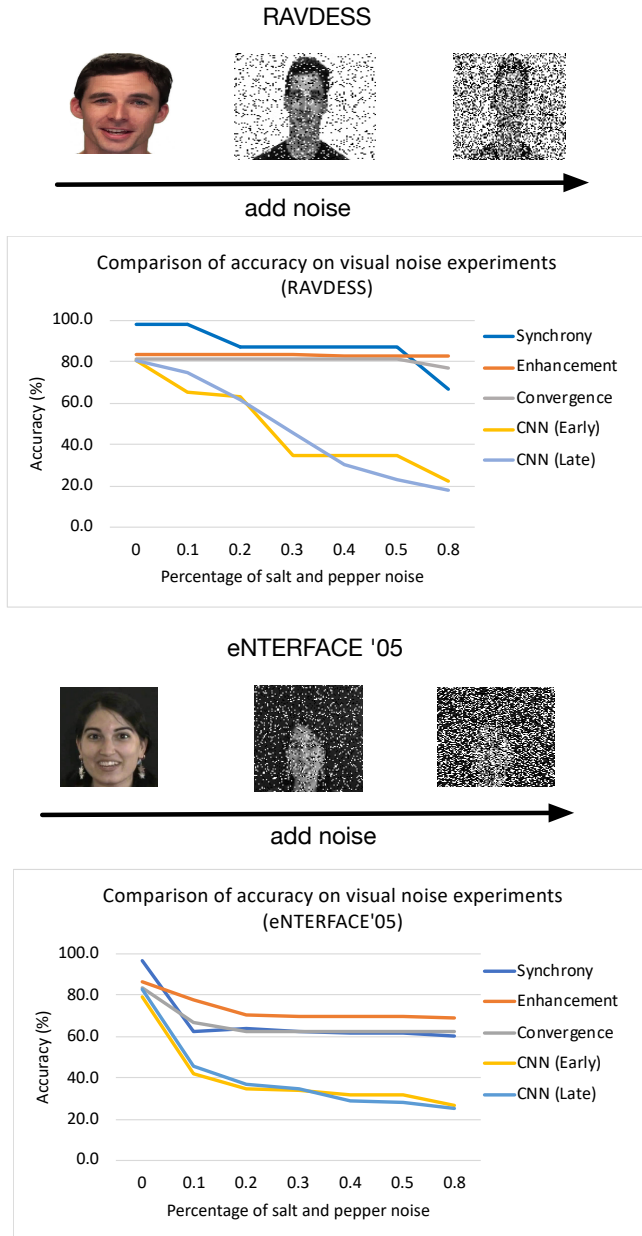 RAVDESS
add noise
Comparison of accuracy on visual noise experiments
(RAVDESS)
100.0
80.0
60.0
40.0
20.0
0.0
Accuracy (%)
0 0.1 0.2 0.3 0.4 0.5 0.8
Percentage of salt and pepper noise
Synchrony
Enhancement
Convergence
CNN (Early)
CNN (Late)
eNTERFACE '05
add noise
Comparison of accuracy on visual noise experiments
(eNTERFACE'05)
100.0
80.0
60.0
40.0
20.0
0.0
Accuracy (%)
0 0.1 0.2 0.3 0.4 0.5 0.8
Percentage of salt and pepper noise
Synchrony
Enhancement
Convergence
CNN (Early)
CNN (Late)